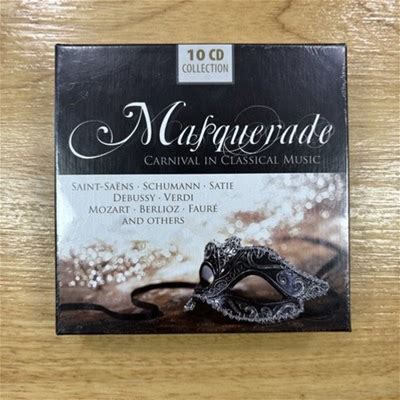 10 CD
COLLECTION
Masquerade
CARNIVAL IN CLASSICAL MUSIC
SAINT-SAËNS · SCHUMANN · SATIE
DEBUSSY · VERDI
MOZART · BERLIOZ · FAURÉ
AND OTHERS